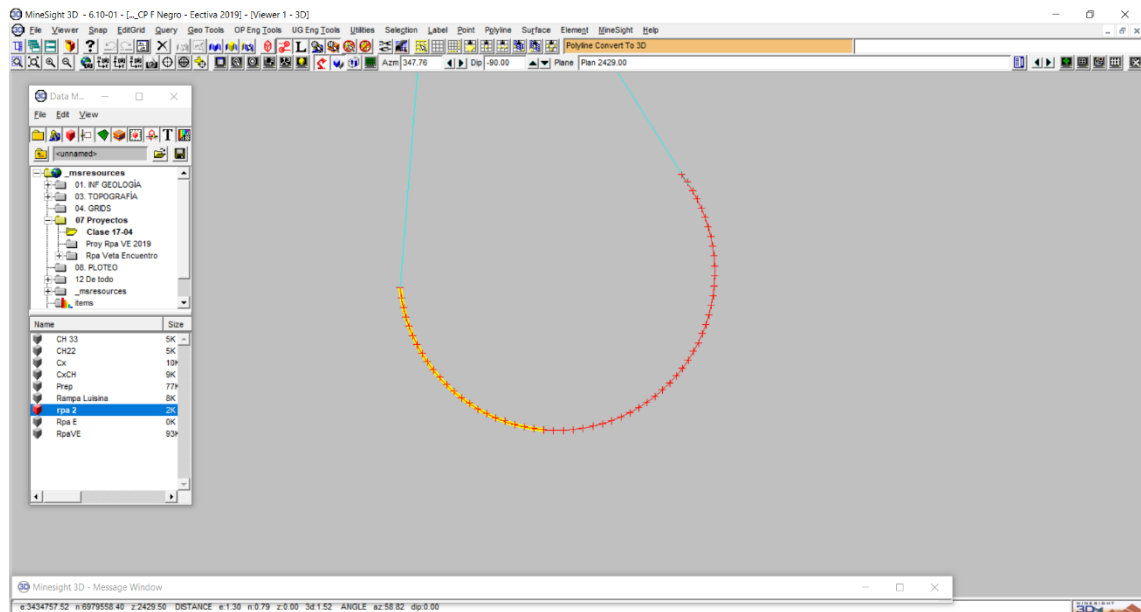 MineSight 3D - 6.10-01 - [..._CP F Negro - Eectiva 2019] - [Viewer 1 - 3D]
File Viewer Snap EditGrid Query Geo Tools OP Eng Tools UG Eng Tools Utilities Selection Label Point Polyline Surface Element MineSight Help
Polyline Convert To 3D
Azm 347.76 Dip -90.00 Plane Plan 2429.00
Data M...
File Edit View
<unnamed>
_msresources
01. INF GEOLOGÍA
03. TOPOGRAFÍA
04. GRIDS
07 Proyectos
Clase 17-04
Proy Rpa VE 2019
Rpa Veta Encuentro
08. PLOTEO
12 De todo
_msresources
items
Name Size
CH 33 5K
CH22 5K
Cx 10K
CxCH 9K
Prep 77K
Rampa Luisina 8K
rpa 2 2K
Rpa E 0K
RpaVE 93K
Minesight 3D - Message Window
e:3434757.52 n:6979558.40 z:2429.50 DISTANCE e:1.30 n:0.79 z:0.00 3d:1.52 ANGLE az:58.82 dip:0.00
MINESIGHT
3D